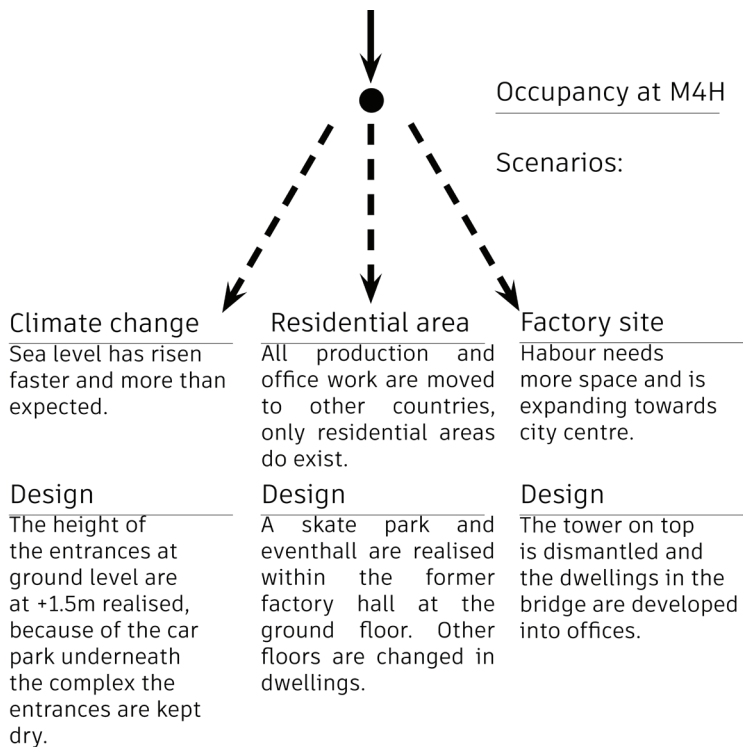 Occupancy at M4H
Scenarios:
Climate change
Sea level has risen
faster and more than
expected.
Design
The height of
the entrances at
ground level are
at +1.5m realised,
because of the car
park underneath
the complex the
entrances are kept
dry.
Residential area
All production and
office work are moved
to other countries,
only residential areas
do exist.
Design
A skate park and
eventhall are realised
within the former
factory hall at the
ground floor. Other
floors are changed in
dwellings.
Factory site
Habour needs
more space and is
expanding towards
city centre.
Design
The tower on top
is dismantled and
the dwellings in the
bridge are developed
into offices.